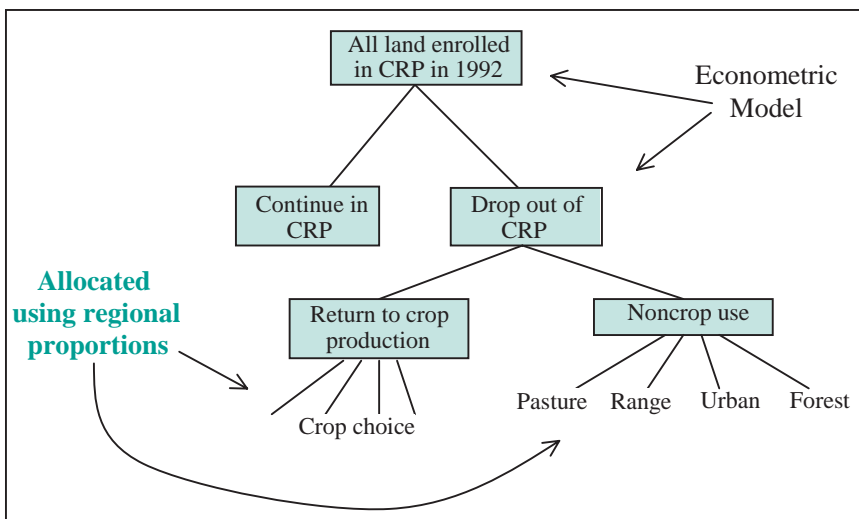 All land enrolled
in CRP in 1992
Econometric
Model
Continue in
CRP
Drop out of
CRP
Allocated
using regional
proportions
Return to crop
production
Noncrop use
Crop choice
Pasture Range Urban Forest